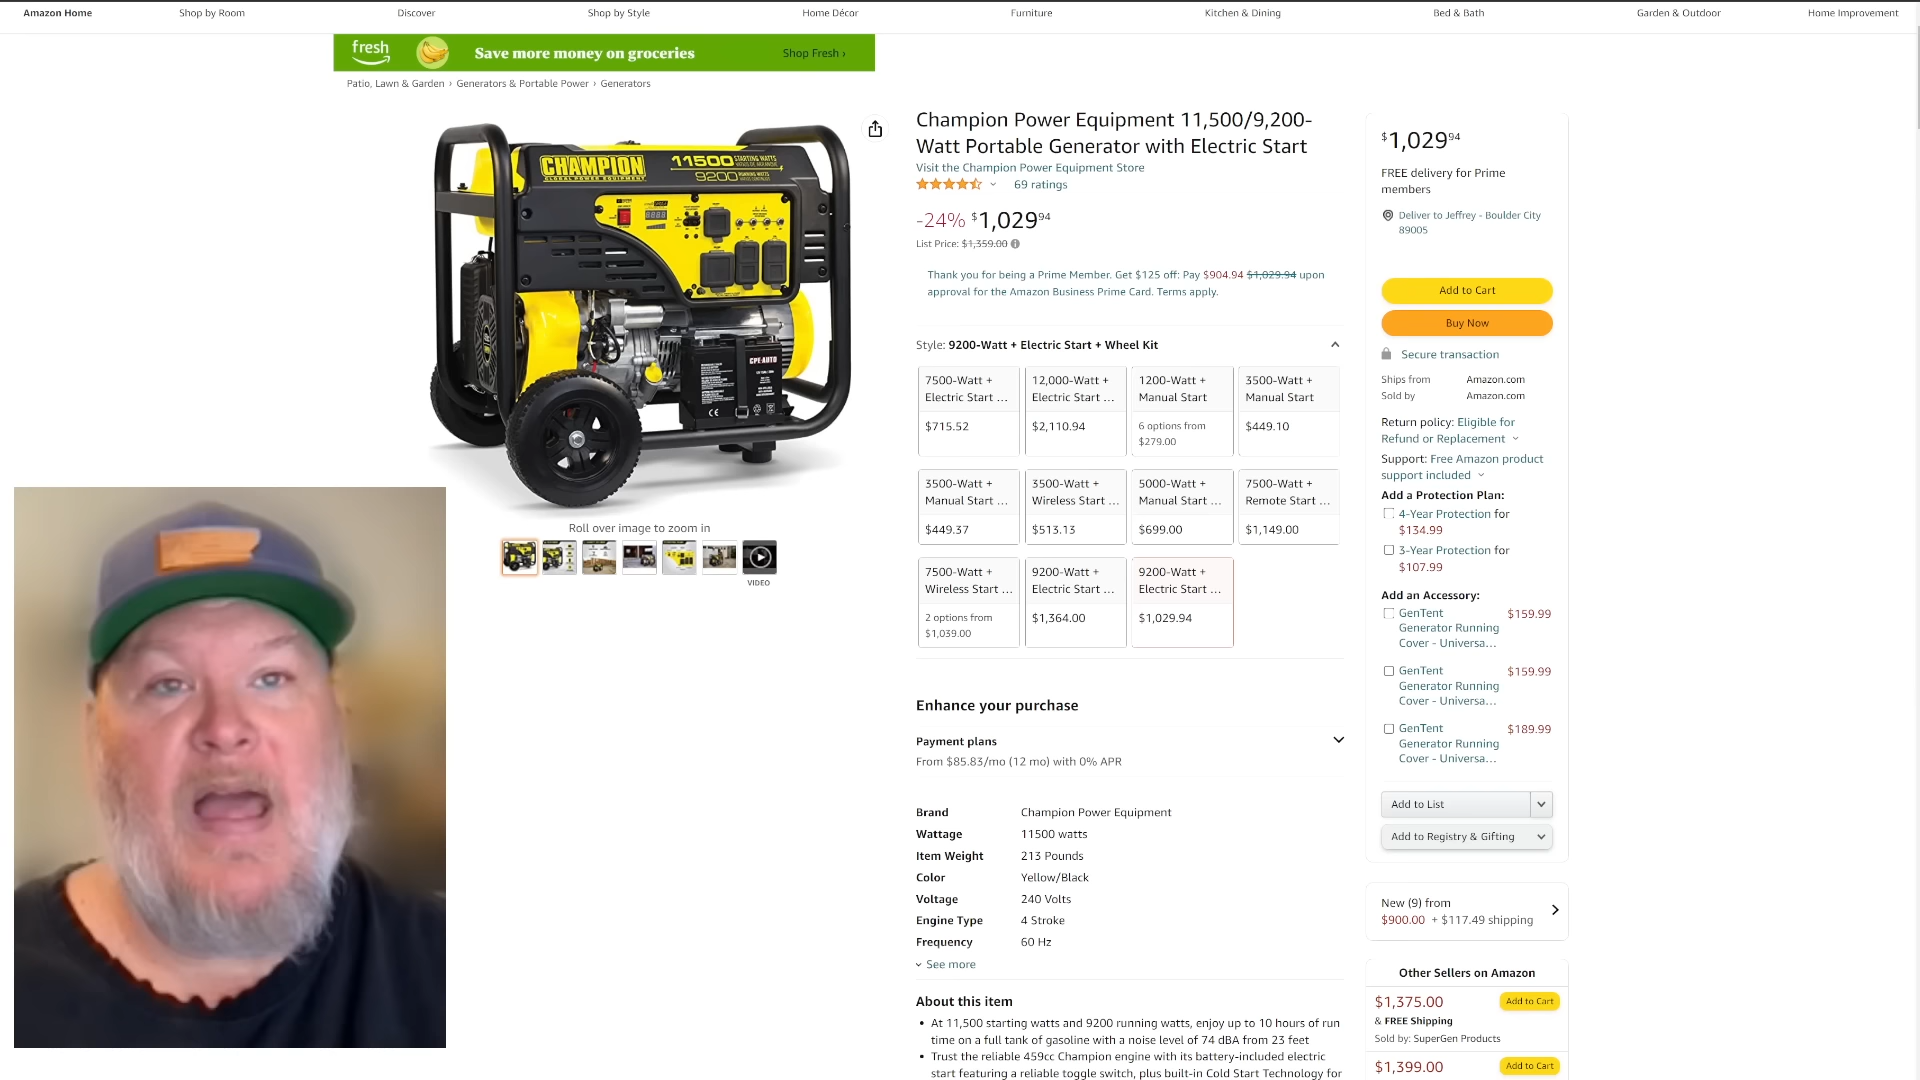 Amazon Home
Shop by Room
Discover
Shop by Style
Home Décor
Furniture
Kitchen & Dining
Bed & Bath
Garden & Outdoor
Home Improvement
fresh
Save more money on groceries
Shop Fresh ›
Patio, Lawn & Garden › Generators & Portable Power › Generators
CHAMPION
GLOBAL POWER EQUIPMENT
11500 STARTING WATTS
9200 RUNNING WATTS
CPE-AUTO
Roll over image to zoom in
VIDEO
Champion Power Equipment 11,500/9,200-
Watt Portable Generator with Electric Start
Visit the Champion Power Equipment Store
69 ratings
-24% $1,029 94
List Price: $1,359.00
Thank you for being a Prime Member. Get $125 off: Pay $904.94 $1,029.94 upon
approval for the Amazon Business Prime Card. Terms apply.
Style: 9200-Watt + Electric Start + Wheel Kit
7500-Watt +
Electric Start ...
$715.52
12,000-Watt +
Electric Start ...
$2,110.94
1200-Watt +
Manual Start
6 options from
$279.00
3500-Watt +
Manual Start
$449.10
3500-Watt +
Manual Start ...
$449.37
3500-Watt +
Wireless Start ...
$513.13
5000-Watt +
Manual Start ...
$699.00
7500-Watt +
Remote Start ...
$1,149.00
7500-Watt +
Wireless Start ...
2 options from
$1,039.00
9200-Watt +
Electric Start ...
$1,364.00
9200-Watt +
Electric Start ...
$1,029.94
Enhance your purchase
Payment plans
From $85.83/mo (12 mo) with 0% APR
Brand Champion Power Equipment
Wattage 11500 watts
Item Weight 213 Pounds
Color Yellow/Black
Voltage 240 Volts
Engine Type 4 Stroke
Frequency 60 Hz
See more
About this item
• At 11,500 starting watts and 9200 running watts, enjoy up to 10 hours of run
time on a full tank of gasoline with a noise level of 74 dBA from 23 feet
• Trust the reliable 459cc Champion engine with its battery-included electric
start featuring a reliable toggle switch, plus built-in Cold Start Technology for
$1,029 94
FREE delivery for Prime
members
Deliver to Jeffrey - Boulder City
89005
Add to Cart
Buy Now
Secure transaction
Ships from Amazon.com
Sold by Amazon.com
Return policy: Eligible for
Refund or Replacement
Support: Free Amazon product
support included
Add a Protection Plan:
4-Year Protection for
$134.99
3-Year Protection for
$107.99
Add an Accessory:
GenTent $159.99
Generator Running
Cover - Universa...
GenTent $159.99
Generator Running
Cover - Universa...
GenTent $189.99
Generator Running
Cover - Universa...
Add to List
Add to Registry & Gifting
New (9) from
$900.00 + $117.49 shipping
Other Sellers on Amazon
$1,375.00 Add to Cart
& FREE Shipping
Sold by: SuperGen Products
$1,399.00 Add to Cart